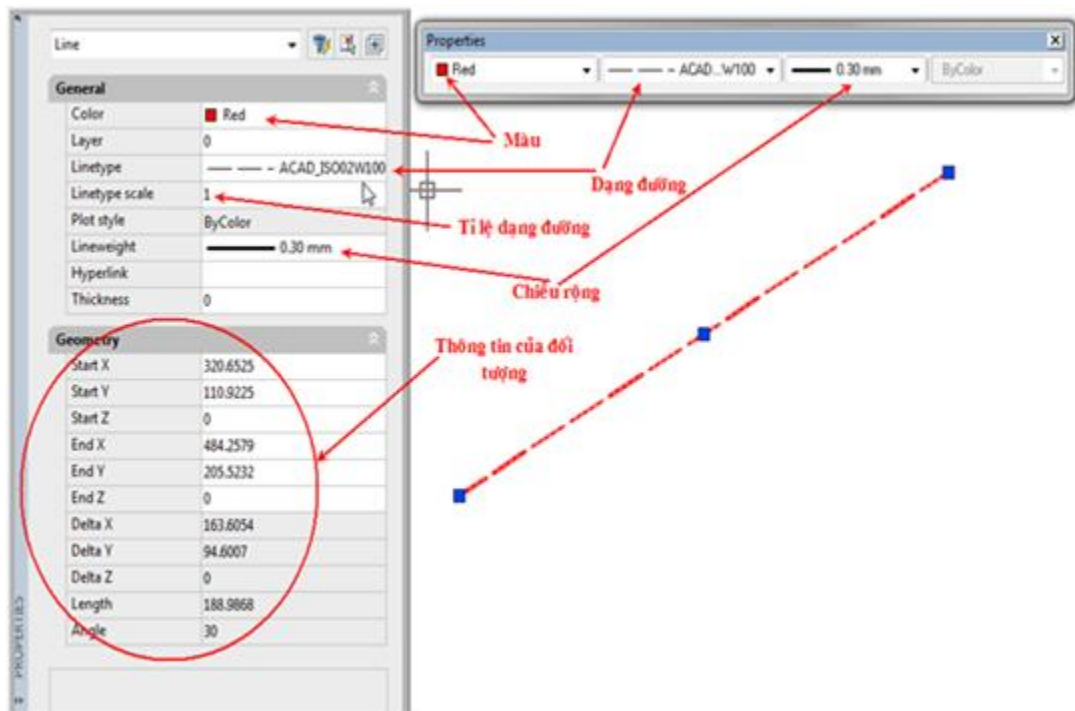 Line
General
Color Red
Layer 0
Linetype ACAD_ISO02W100
Linetype scale 1
Plot style ByColor
Lineweight 0.30 mm
Hyperlink
Thickness 0
Geometry
Start X 320.6525
Start Y 110.9225
Start Z 0
End X 484.2579
End Y 205.5232
End Z 0
Delta X 163.6054
Delta Y 94.6007
Delta Z 0
Length 188.9868
Angle 30
PROPERTIES
Properties
Red ACAD...W100 0.30 mm ByColor
Màu
Dạng đường
Tỉ lệ dạng đường
Chiều rộng
Thông tin của đối
tượng